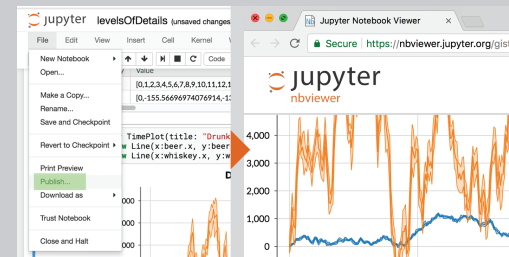 jupyter levelsOfDetails (unsaved changes
File Edit View Insert Cell Kernel
New Notebook
Open...
Make a Copy...
Rename...
Save and Checkpoint
Revert to Checkpoint
Print Preview
Publish...
Download as
Trust Notebook
Close and Halt
Code
Value
[0,1,2,3,4,5,6,7,8,9,10,11,12,1
[0,-155.56696974076914,-13
TimePlot(title: "Drunk
w Line(x:beer.x, y:beer
w Line(x:whiskey.x, y:w
D
000
000
000
Jupyter Notebook Viewer
Secure https://nbviewer.jupyter.org/gist
jupyter
nbviewer
4,000
3,000
2,000
1,000
0